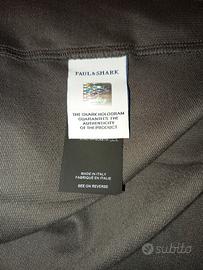 PAUL & SHARK
THE SHARK HOLOGRAM
GUARANTEES THE
AUTHENTICITY
OF THE PRODUCT
MADE IN ITALY
FABRIQUÉ EN ITALIE
SEE ON REVERSE
subito